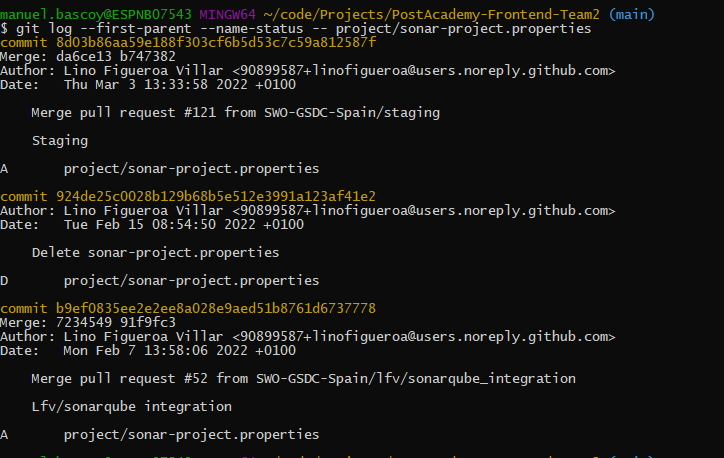 manuel.bascoy@ESPNB07543 MINGW64 ~/code/Projects/PostAcademy-Frontend-Team2 (main)
$ git log --first-parent --name-status -- project/sonar-project.properties
commit 8d03b86aa59e188f303cf6b5d53c7c59a812587f
Merge: da6ce13 b747382
Author: Lino Figueroa Villar <90899587+linofigueroa@users.noreply.github.com>
Date:   Thu Mar 3 13:33:58 2022 +0100

    Merge pull request #121 from SWO-GSDC-Spain/staging

    Staging

A       project/sonar-project.properties

commit 924de25c0028b129b68b5e512e3991a123af41e2
Author: Lino Figueroa Villar <90899587+linofigueroa@users.noreply.github.com>
Date:   Tue Feb 15 08:54:50 2022 +0100

    Delete sonar-project.properties

D       project/sonar-project.properties

commit b9ef0835ee2e2ee8a028e9aed51b8761d6737778
Merge: 7234549 91f9fc3
Author: Lino Figueroa Villar <90899587+linofigueroa@users.noreply.github.com>
Date:   Mon Feb 7 13:58:06 2022 +0100

    Merge pull request #52 from SWO-GSDC-Spain/lfv/sonarqube_integration

    Lfv/sonarqube integration

A       project/sonar-project.properties